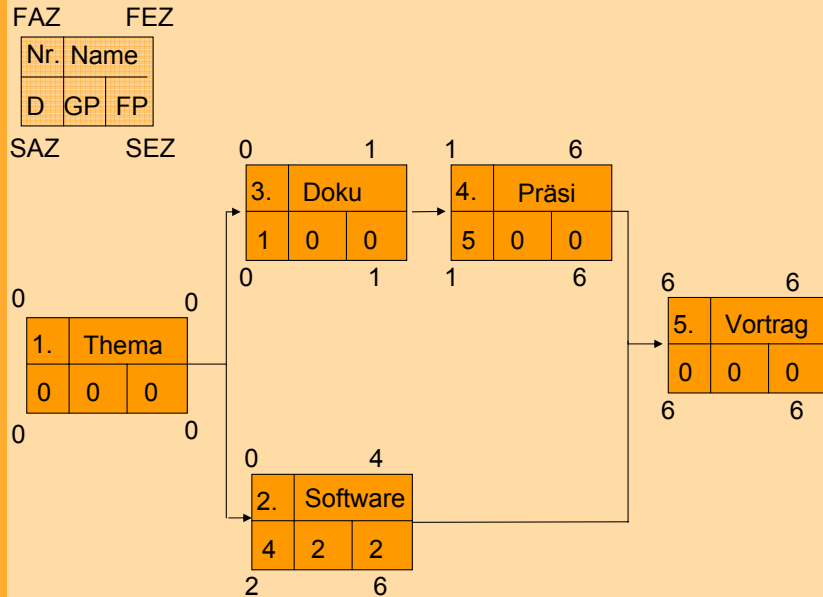 FAZ FEZ
Nr. Name
D GP FP
SAZ SEZ
0 1
3. Doku
1 0 0
0 1
1 6
4. Präsi
5 0 0
1 6
0 0
1. Thema
0 0 0
0 0
6 6
5. Vortrag
0 0 0
6 6
0 4
2. Software
4 2 2
2 6